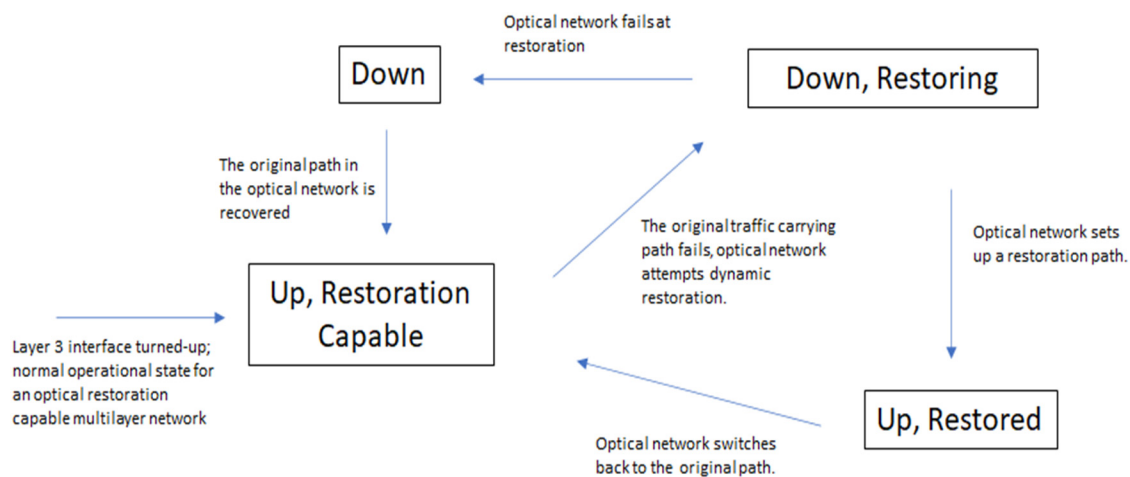 Optical network fails at
restoration
Down
Down, Restoring
The original path in
the optical network is
recovered
The original traffic carrying
path fails, optical network
attempts dynamic
restoration.
Optical network sets
up a restoration path.
Up, Restoration
Capable
Layer 3 interface turned-up;
normal operational state for
an optical restoration
capable multilayer network
Up, Restored
Optical network switches
back to the original path.